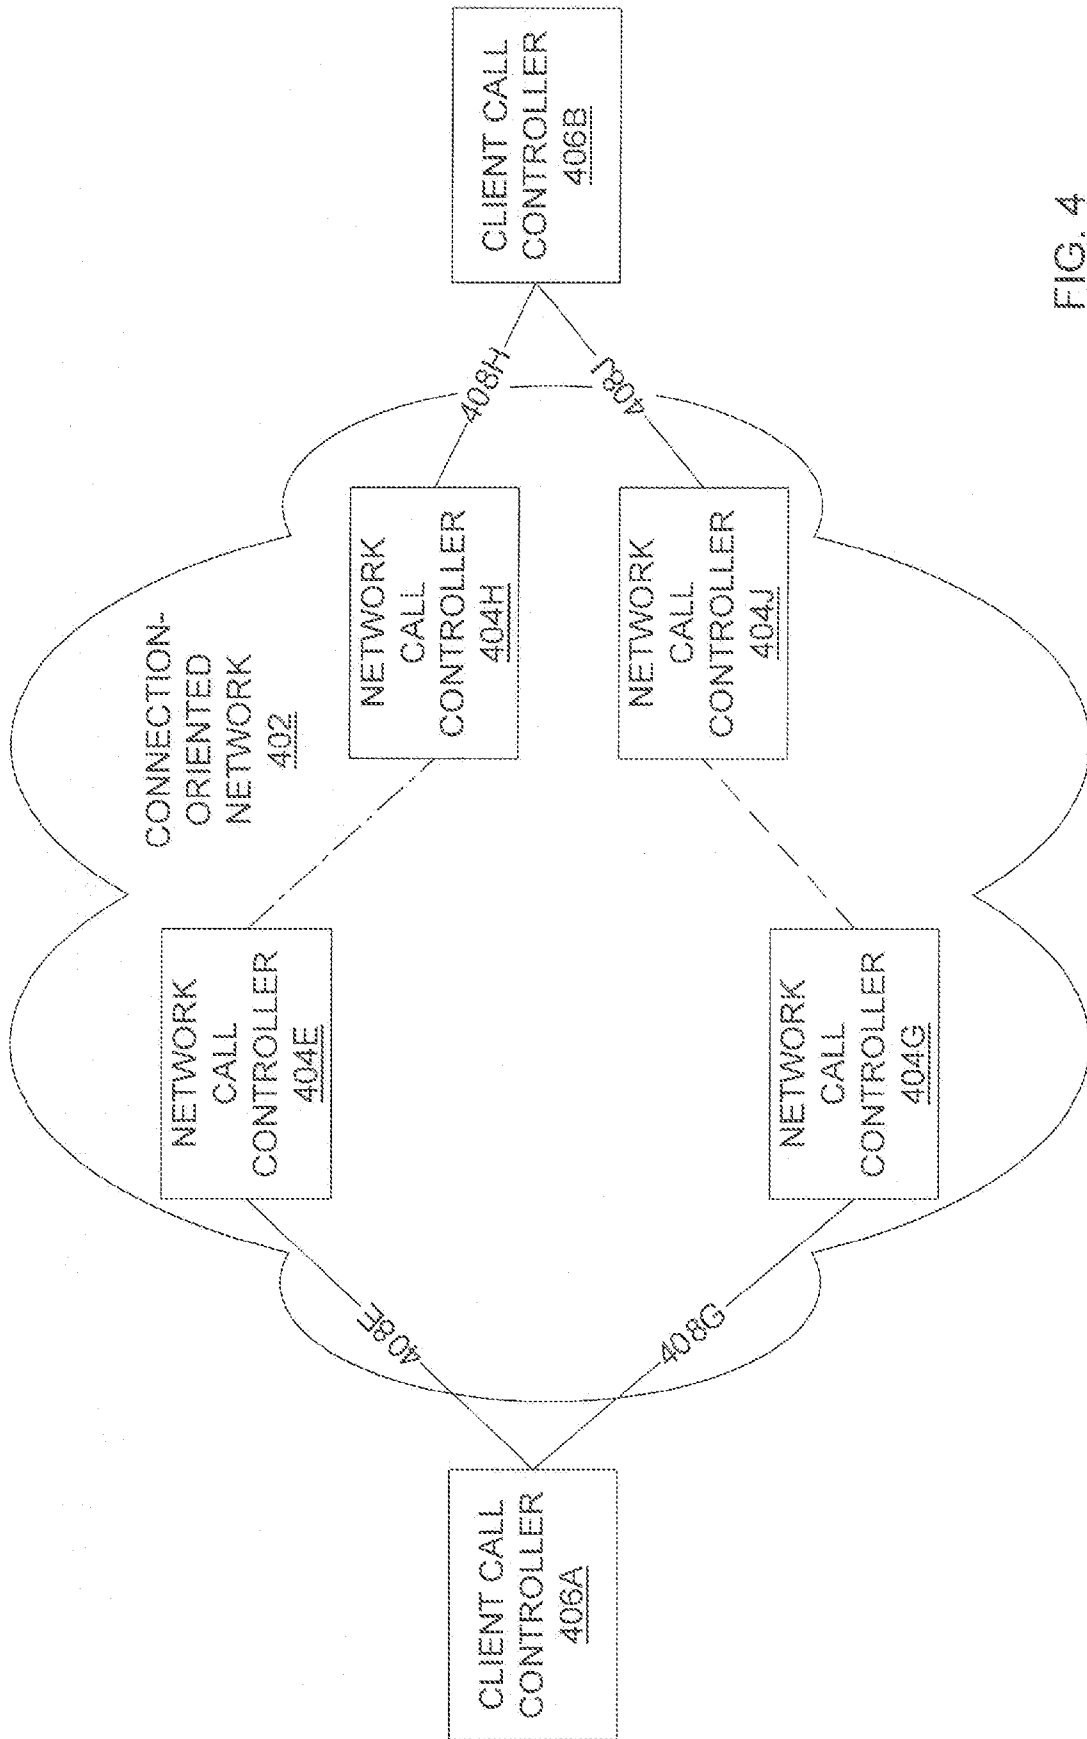 CONNECTION-
ORIENTED
NETWORK
402
NETWORK
CALL
CONTROLLER
404E
NETWORK
CALL
CONTROLLER
404H
408E
408H
CLIENT CALL
CONTROLLER
406A
CLIENT CALL
CONTROLLER
406B
408G
408J
NETWORK
CALL
CONTROLLER
404G
NETWORK
CALL
CONTROLLER
404J
FIG. 4